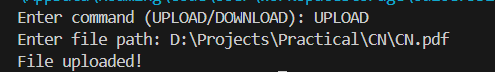 Enter command (UPLOAD/DOWNLOAD): UPLOAD
Enter file path: D:\Projects\Practical\CN\CN.pdf
File uploaded!